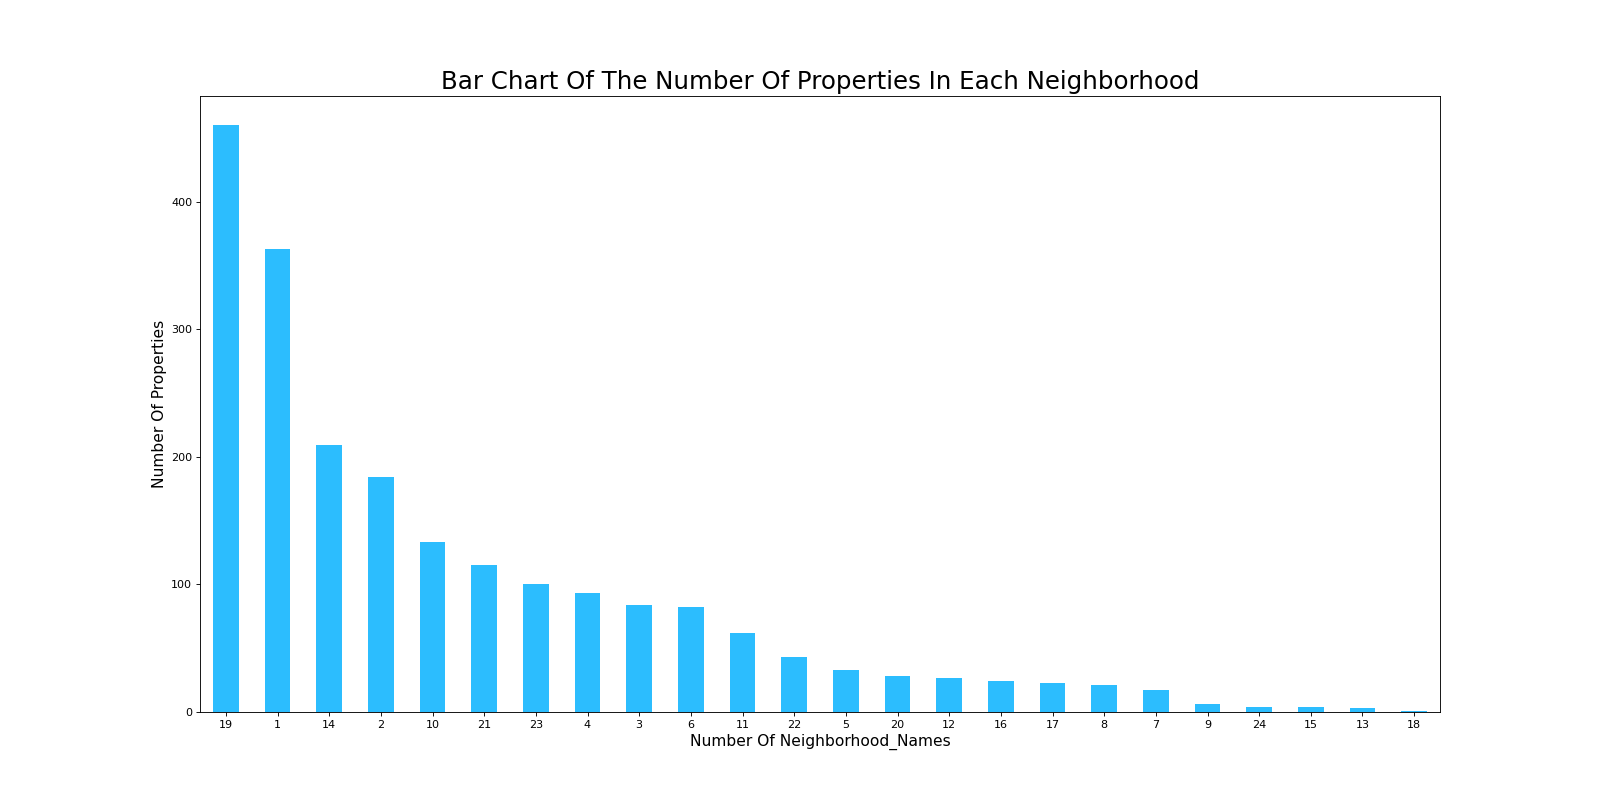 Bar Chart Of The Number Of Properties In Each Neighborhood
Number Of Properties
400
300
200
100
0
19 1 14 2 10 21 23 4 3 6 11 22 5 20 12 16 17 8 7 9 24 15 13 18
Number Of Neighborhood_Names